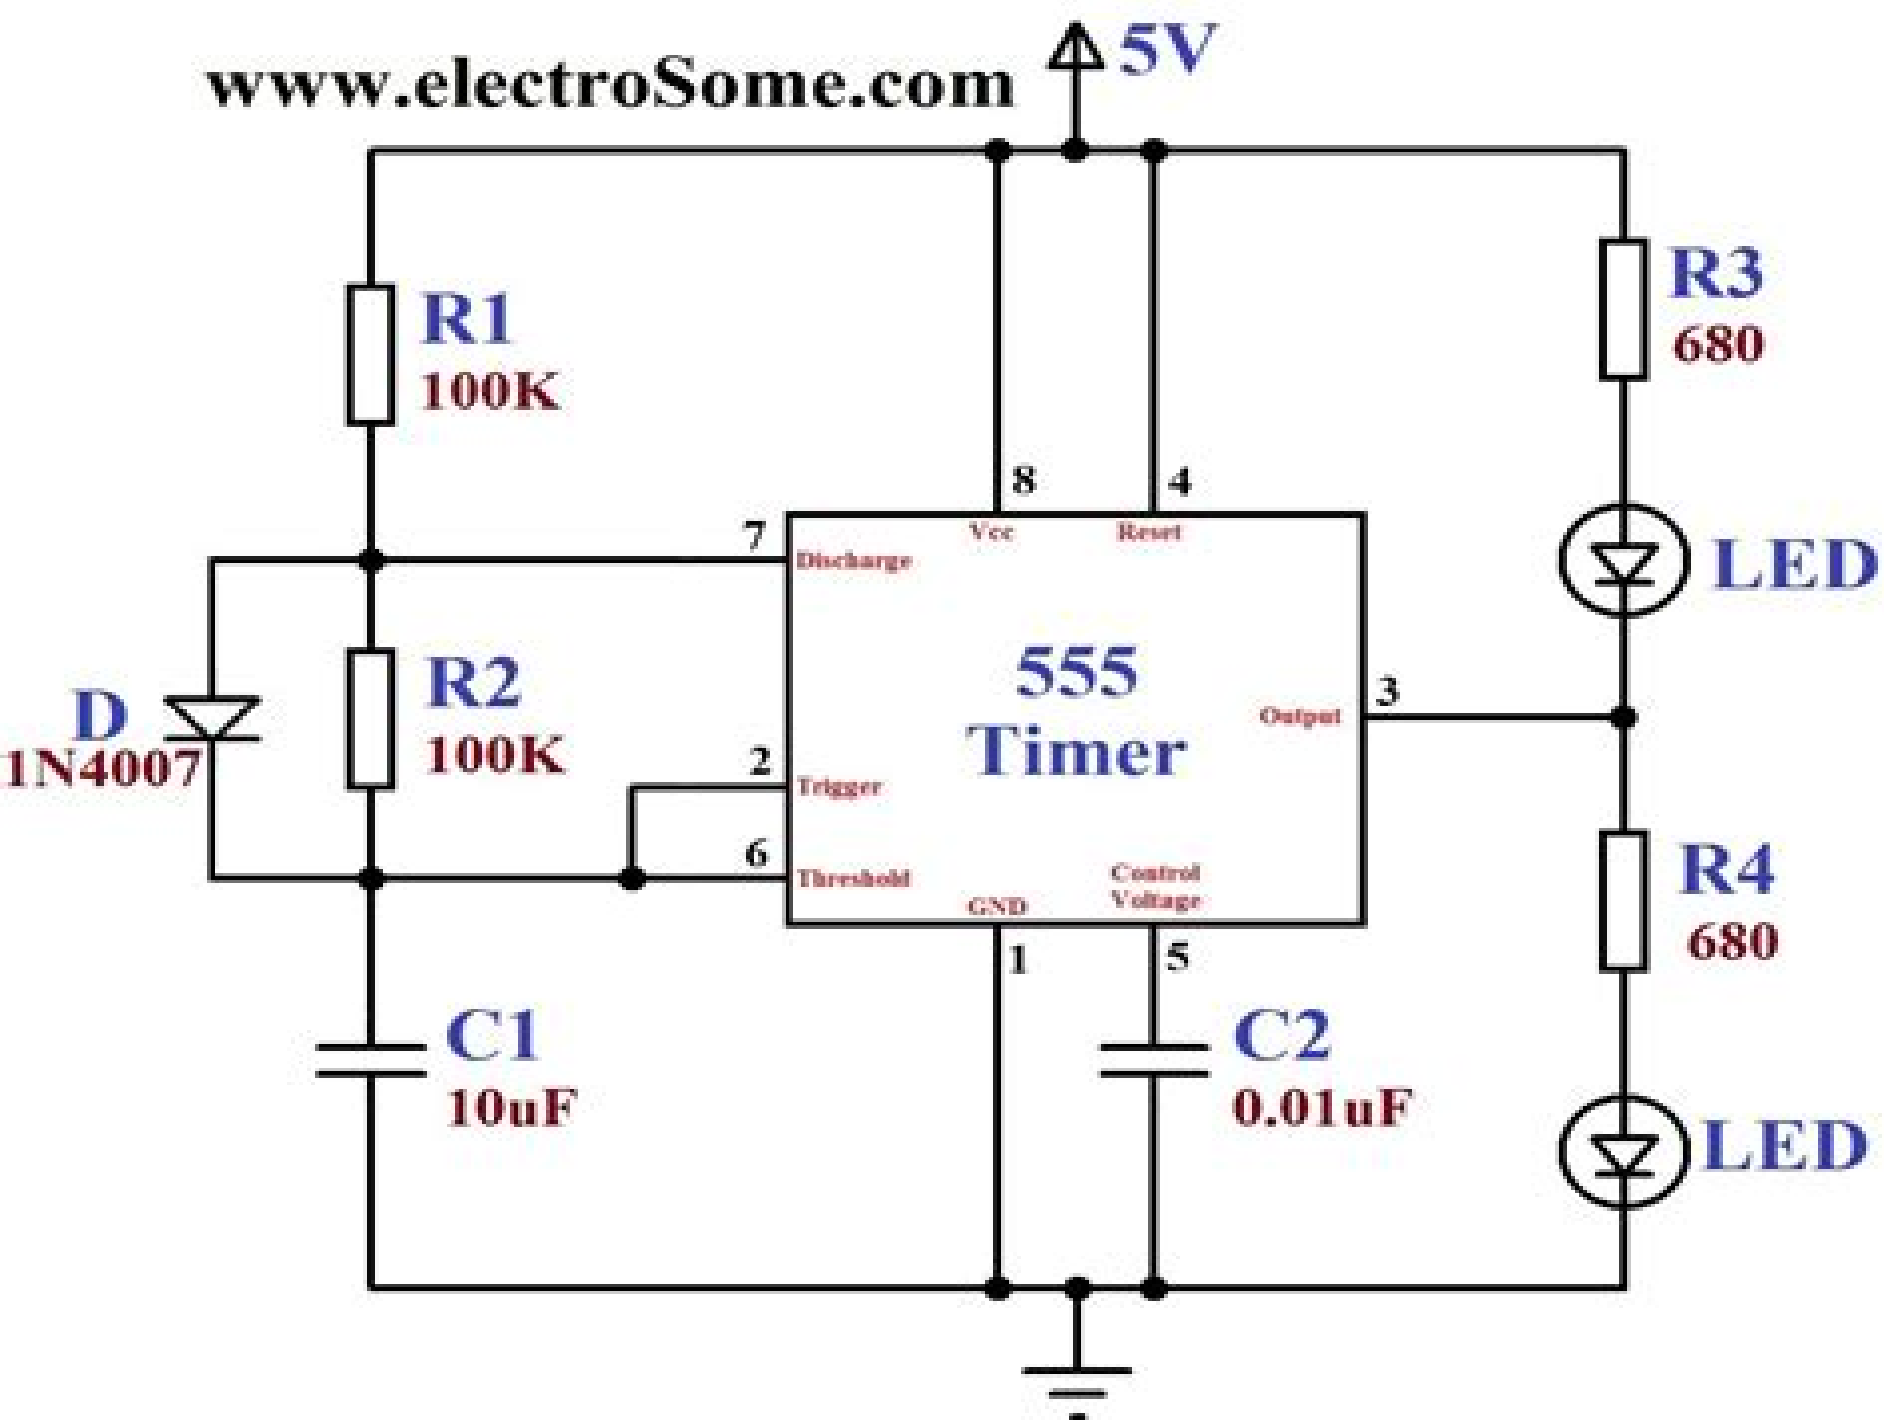 5V
www.electroSome.com
R3
680
R1
100K
8
4
7
Vcc
Reset
Discharge
LED
555
Timer
R2
100K
D
1N4007
3
Output
2
Trigger
6
Threshold
Control
Voltage
GND
R4
680
1
5
C1
10uF
C2
0.01uF
LED